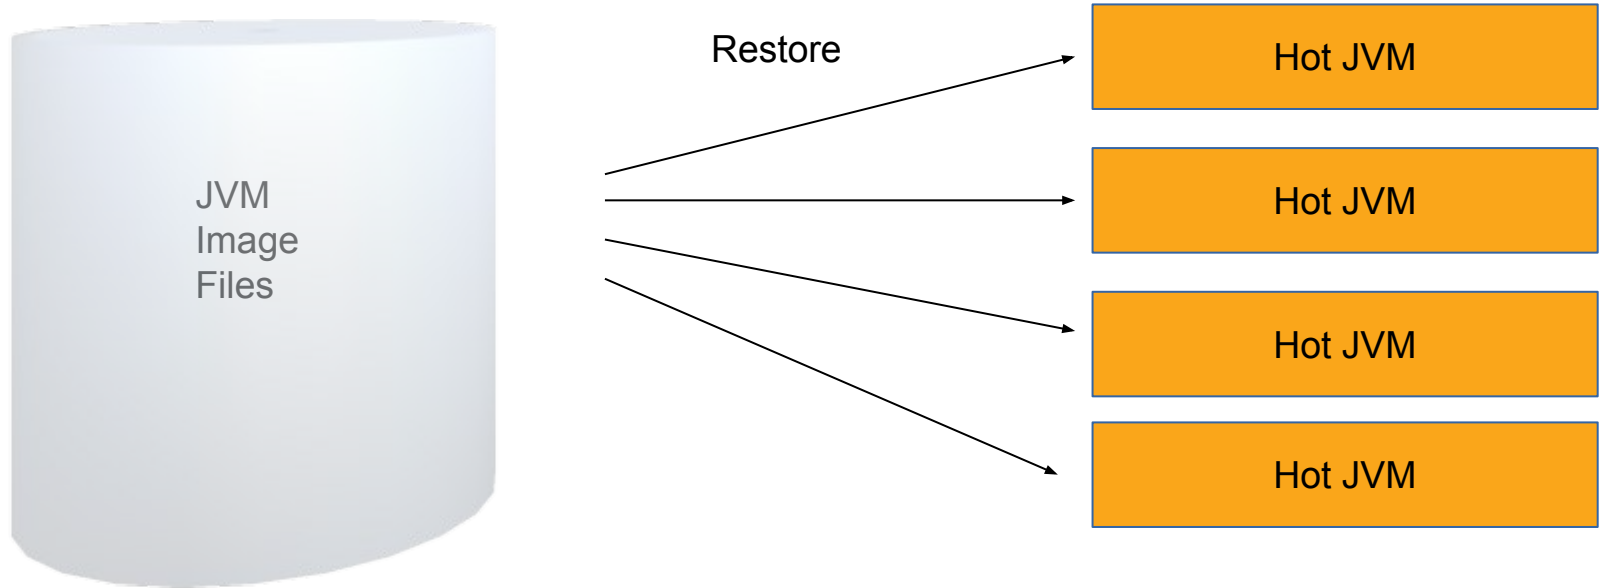 Restore
JVM
Image
Files
Hot JVM
Hot JVM
Hot JVM
Hot JVM